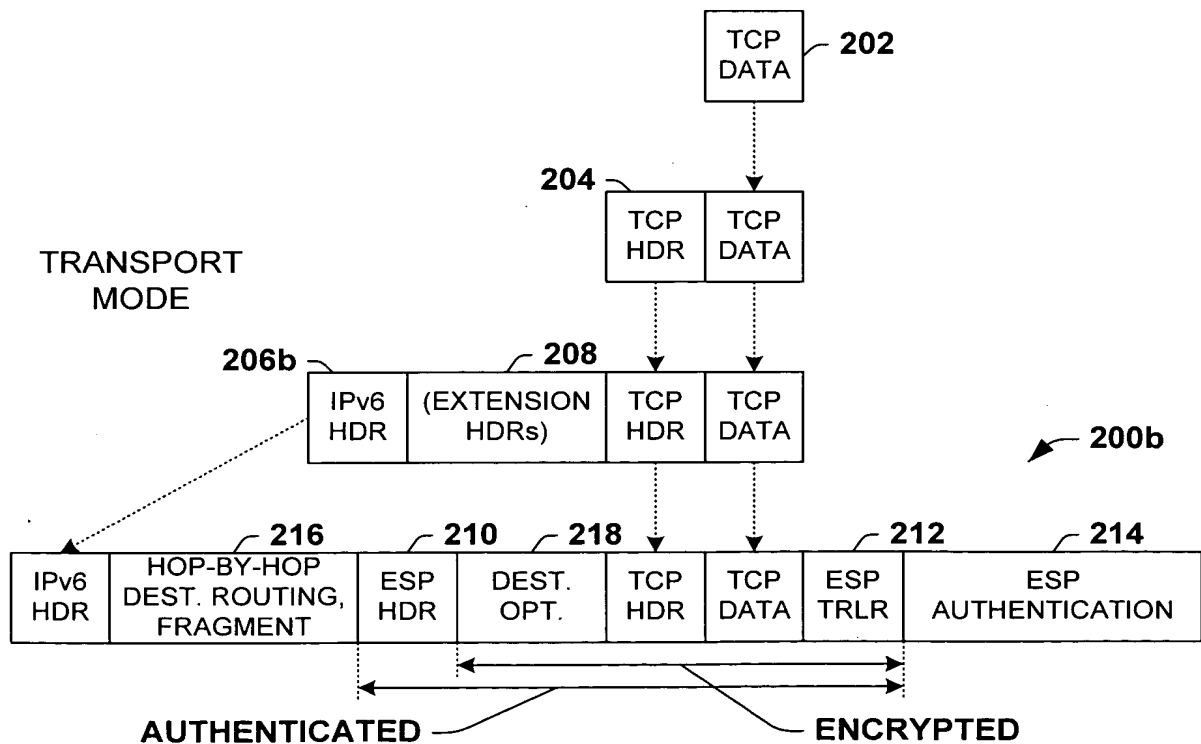 TCP
DATA
202
204
TCP
HDR
TCP
DATA
TRANSPORT
MODE
206b
208
IPv6
HDR
(EXTENSION
HDRs)
TCP
HDR
TCP
DATA
200b
216
210
218
212
214
IPv6
HDR
HOP-BY-HOP
DEST. ROUTING,
FRAGMENT
ESP
HDR
DEST.
OPT.
TCP
HDR
TCP
DATA
ESP
TRLR
ESP
AUTHENTICATION
AUTHENTICATED
ENCRYPTED